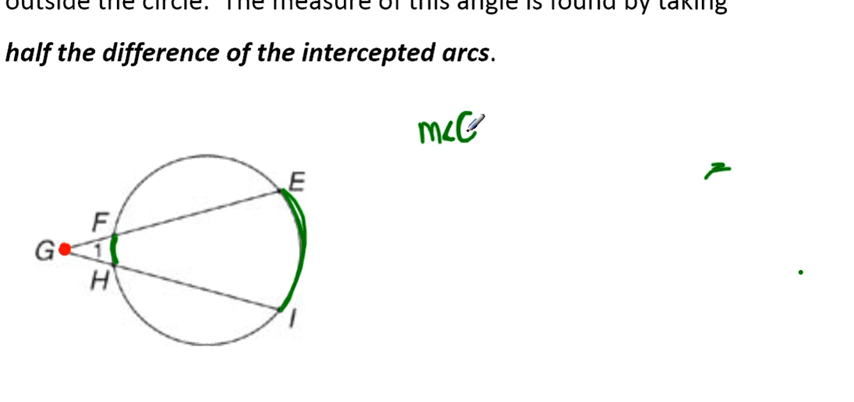 outside the circle. The measure of this angle is found by taking
half the difference of the intercepted arcs.
m<G
E
F
G 1
H
I